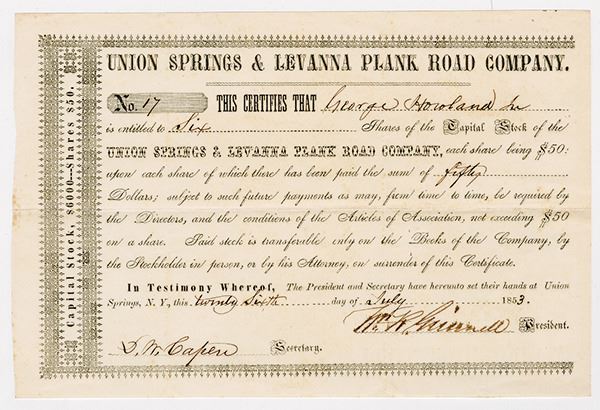 UNION SPRINGS & LEVANNA PLANK ROAD COMPANY.
No. 17 THIS CERTIFIES THAT George Howland Jr
is entitled to Six Shares of the Capital Stock of the
UNION SPRINGS & LEVANNA PLANK ROAD COMPANY, each share being $50:
upon each share of which there has been paid the sum of fifty
Dollars; subject to such future payments as may, from time to time, be required by
the Directors, and the conditions of the Articles of Association, not exceeding $50
on a share. Paid stock is transferable only on the Books of the Company, by
the Stockholder in person, or by his Attorney, on surrender of this Certificate.
In Testimony Whereof, The President and Secretary have hereunto set their hands at Union
Springs, N. Y., this twenty Sixth day of July 1853.
Wm R. Grinnell President.
D. W. Capen Secretary.
Capital Stock, $6000---Shares $50.